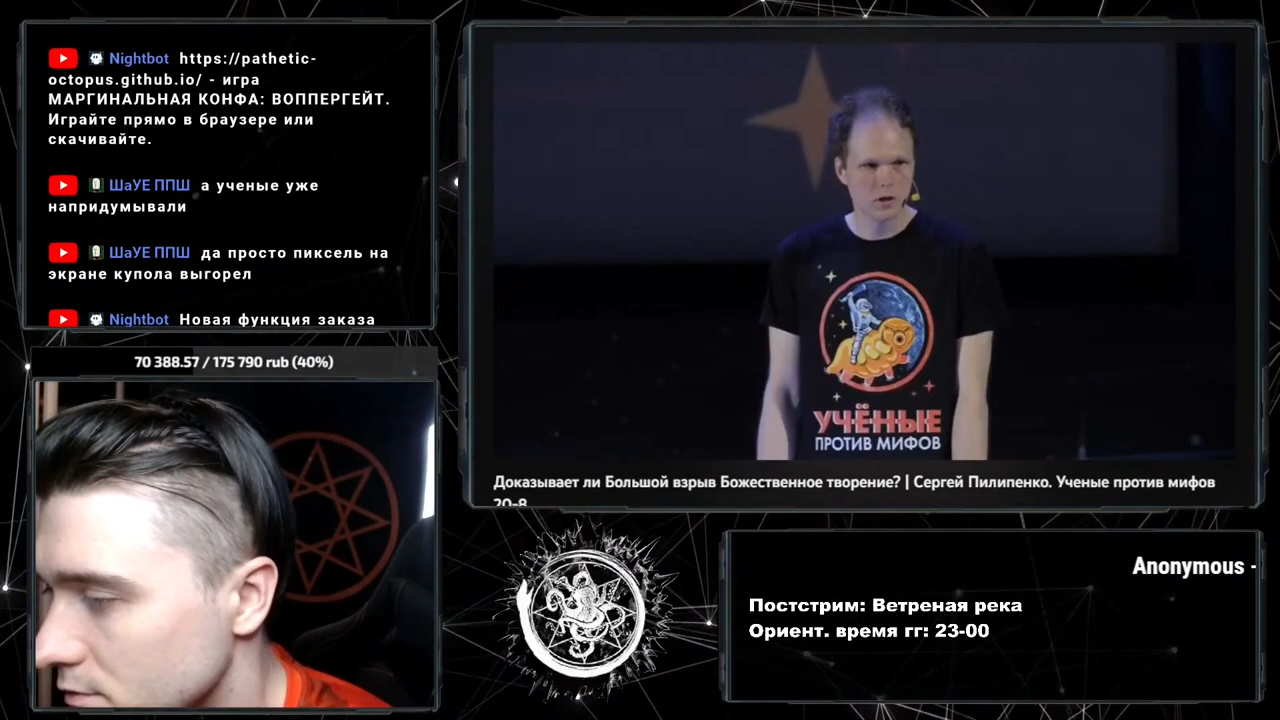 Nightbot https://pathetic-
octopus.github.io/ - игра
МАРГИНАЛЬНАЯ КОНФА: ВОППЕРГЕЙТ.
Играйте прямо в браузере или
скачивайте.
ШаУЕ ППШ а ученые уже
напридумывали
ШаУЕ ППШ да просто пиксель на
экране купола выгорел
Nightbot Новая функция заказа
70 388.57 / 175 790 rub (40%)
УЧЁНЫЕ
ПРОТИВ МИФОВ
Доказывает ли Большой взрыв Божественное творение? | Сергей Пилипенко. Ученые против мифов
20-8
Anonymous -
Постстрим: Ветреная река
Ориент. время гг: 23-00